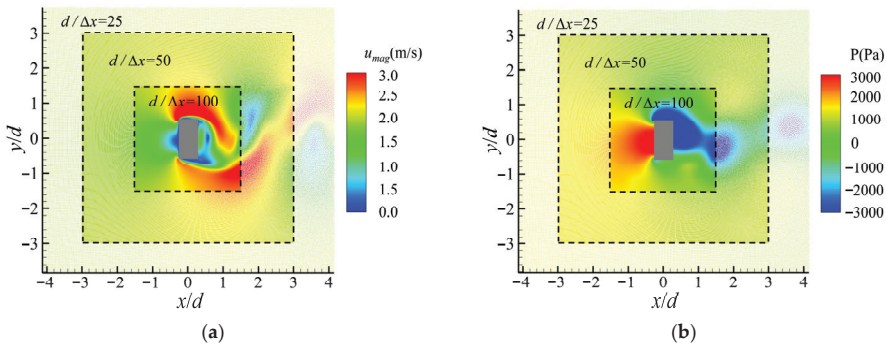 d/Δx=25
d/Δx=50
d/Δx=100
3
2
1
0
−1
−2
−3
y/d
−4 −3 −2 −1 0 1 2 3 4
x/d
u_mag(m/s)
3.0
1.0
2.0
1.5
2.5
0.0
(a)
d/Δx=25
d/Δx=50
d/Δx=100
3
2
1
0
−1
−2
−3
y/d
−4 −3 −2 −1 0 1 2 3 4
x/d
P(Pa)
3000
2000
1000
0
−1000
−2000
−3000
(b)